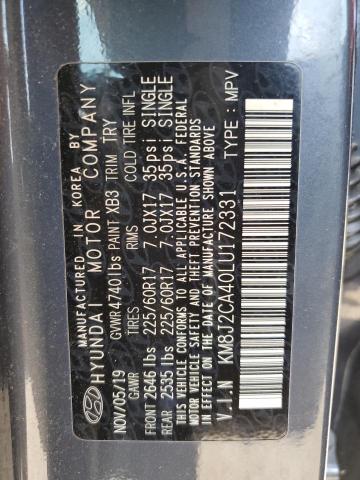 MANUFACTURED IN KOREA BY
HYUNDAI MOTOR COMPANY
NOV/05/19 GVWR 4740lbs PAINT XB3 TRIM TRY
GAWR TIRES RIMS COLD TIRE INFL
FRONT 2646 lbs 225/60R17 7.0JX17 35psi SINGLE
REAR 2535 lbs 225/60R17 7.0JX17 35psi SINGLE
THIS VEHICLE CONFORMS TO ALL APPLICABLE U.S.A. FEDERAL
MOTOR VEHICLE SAFETY, BUMPER, AND THEFT PREVENTION STANDARDS
IN EFFECT ON THE DATE OF MANUFACTURE SHOWN ABOVE.
V.I.N : KM8J2CA40LU172331 TYPE : MPV